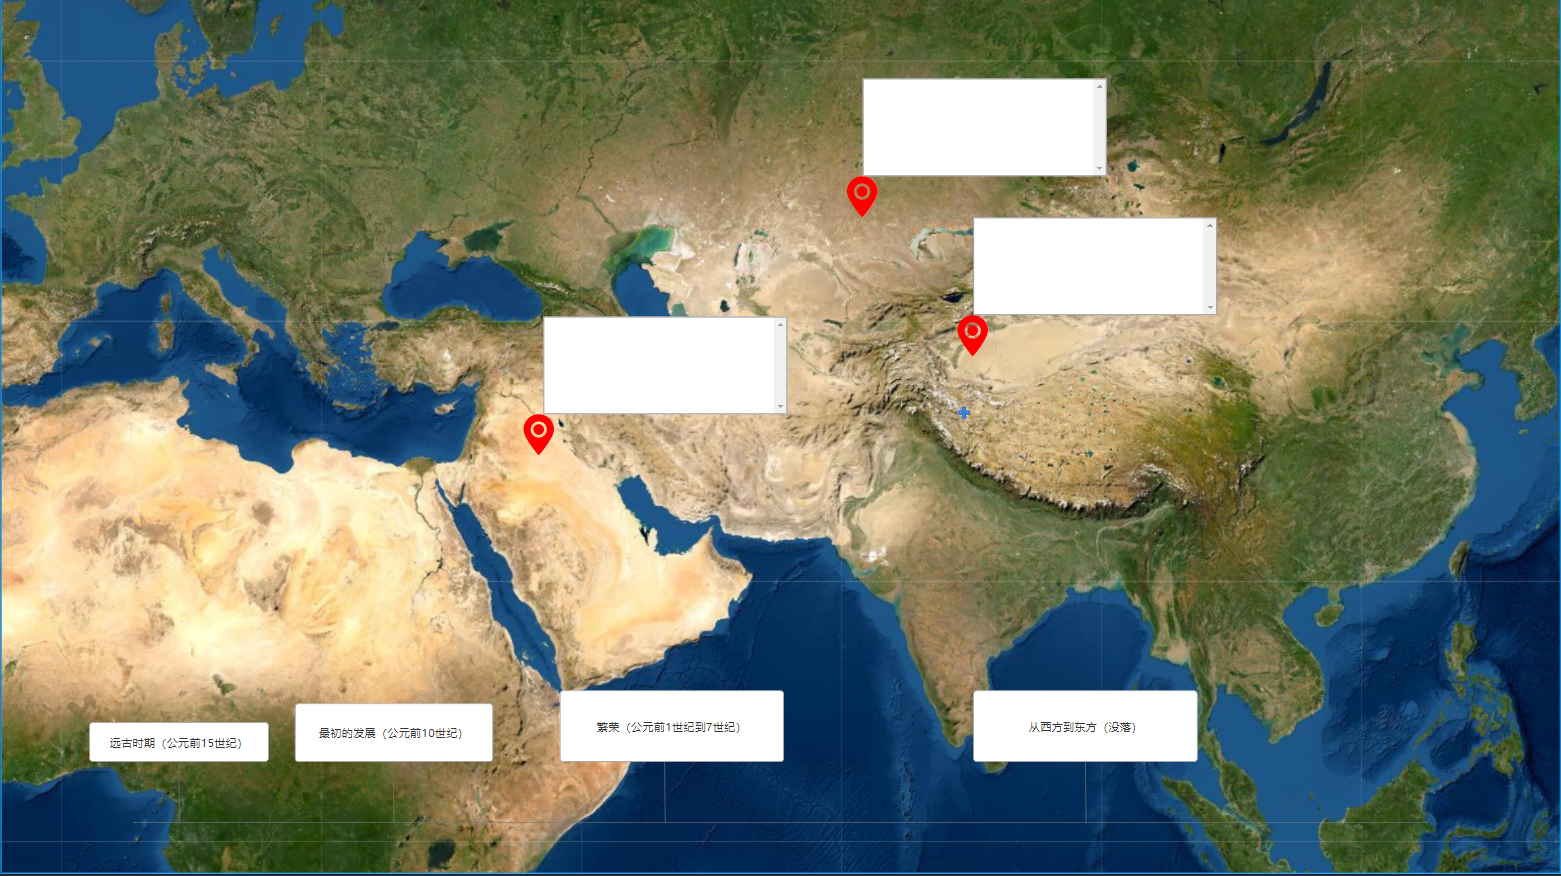 远古时期（公元前15世纪）
最初的发展（公元前10世纪）
繁荣（公元前1世纪到7世纪）
从西方到东方（没落）